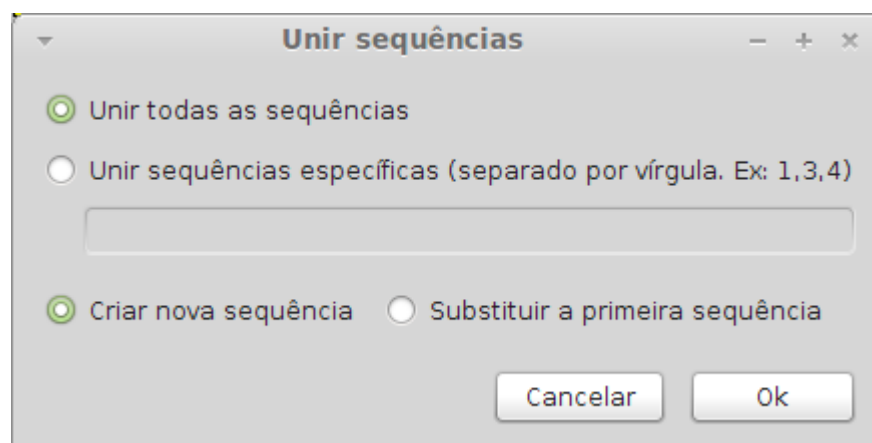 Unir sequências
Unir todas as sequências
Unir sequências específicas (separado por vírgula. Ex: 1,3,4)
Criar nova sequência Substituir a primeira sequência
Cancelar Ok